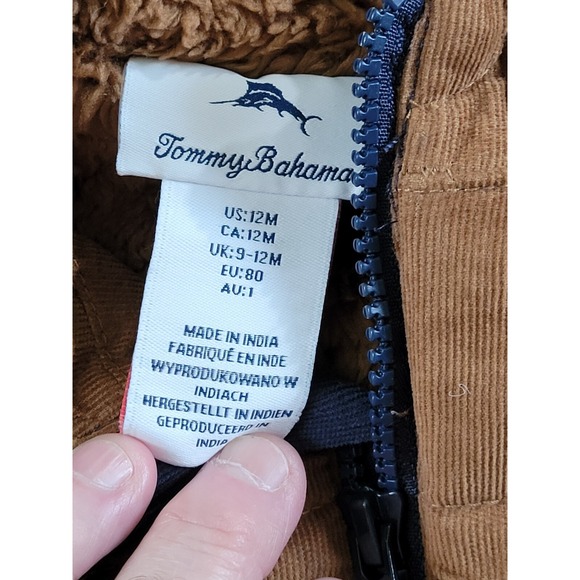 Tommy Bahama
US:12M
CA:12M
UK:9-12M
EU:80
AU:1
MADE IN INDIA
FABRIQUÉ EN INDE
WYPRODUKOWANO W
INDIACH
HERGESTELLT IN INDIEN
GEPRODUCEERD IN
INDIA